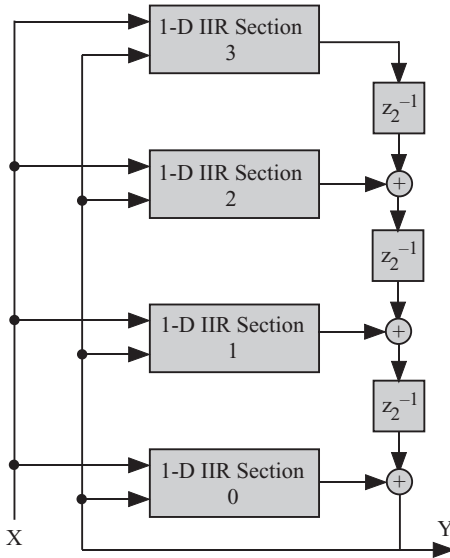 1-D IIR Section
3
z₂⁻¹
1-D IIR Section
2
+
z₂⁻¹
1-D IIR Section
1
+
z₂⁻¹
1-D IIR Section
0
+
X
Y